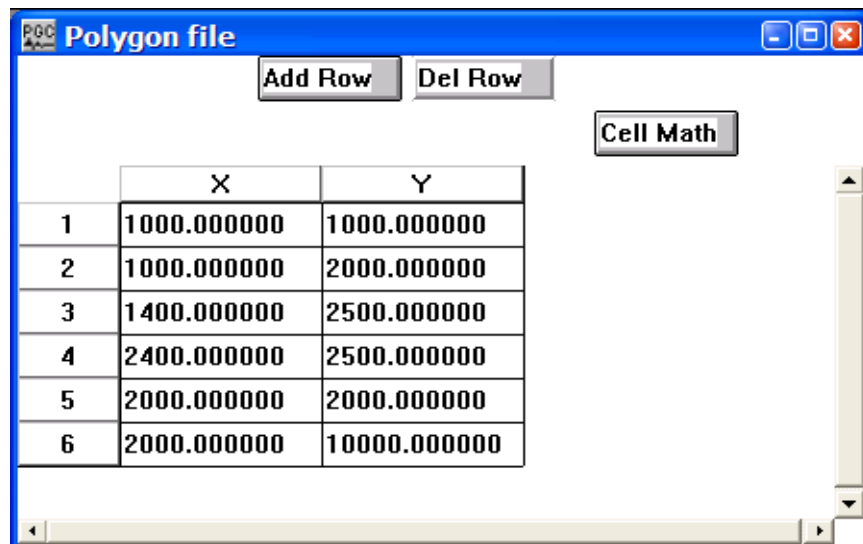 PGC Polygon file
Add Row Del Row
Cell Math
X Y
1 1000.000000 1000.000000
2 1000.000000 2000.000000
3 1400.000000 2500.000000
4 2400.000000 2500.000000
5 2000.000000 2000.000000
6 2000.000000 10000.000000